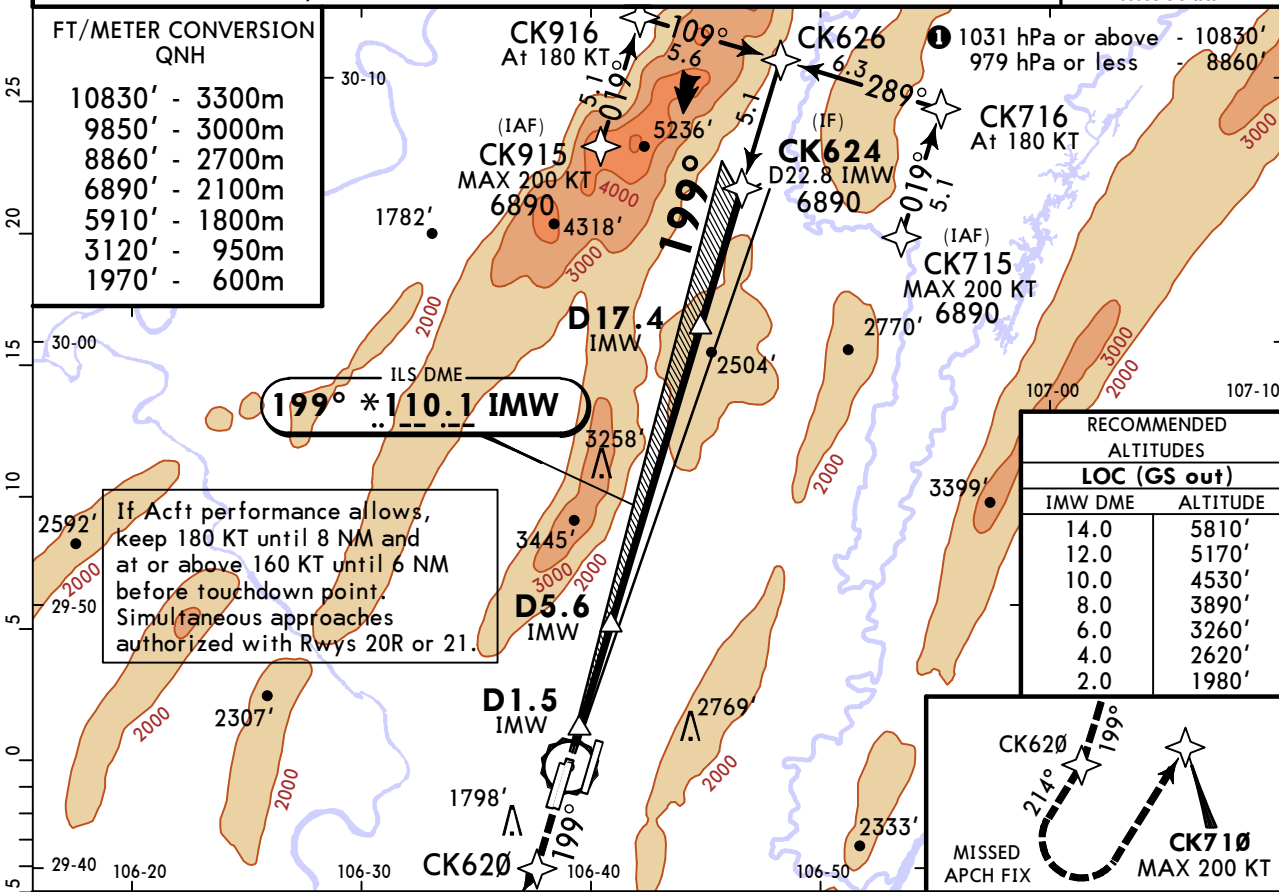 FT/METER CONVERSION
QNH
10830' - 3300m
9850' - 3000m
8860' - 2700m
6890' - 2100m
5910' - 1800m
3120' - 950m
1970' - 600m
30-10
CK916
At 180 KT
109°
5.6
CK626
❶ 1031 hPa or above - 10830'
979 hPa or less - 8860'
6.3
289°
CK716
At 180 KT
5.1
019°
5236'
(IAF)
CK915
MAX 200 KT
6890
4000
4318'
3000
5.1
(IF)
CK624
D22.8 IMW
6890
199°
019°
5.1
(IAF)
CK715
MAX 200 KT
6890
3000
1782'
2000
30-00
D17.4
IMW
2504'
2770'
3000
2000
107-00
107-10
ILS DME
199° *110.1 IMW
3258'
2000
3399'
3445'
3000
2000
2592'
2000
If Acft performance allows,
keep 180 KT until 8 NM and
at or above 160 KT until 6 NM
before touchdown point.
Simultaneous approaches
authorized with Rwys 20R or 21.
RECOMMENDED
ALTITUDES
LOC (GS out)
IMW DME ALTITUDE
14.0 5810'
12.0 5170'
10.0 4530'
8.0 3890'
6.0 3260'
4.0 2620'
2.0 1980'
29-50
D5.6
IMW
2000
2307'
2000
D1.5
IMW
2769'
2000
1798'
2333'
CK620
199°
29-40
106-20
106-30
106-40
106-50
CK620
199°
214°
MISSED
APCH FIX
CK710
MAX 200 KT
25
20
15
10
5
0
5